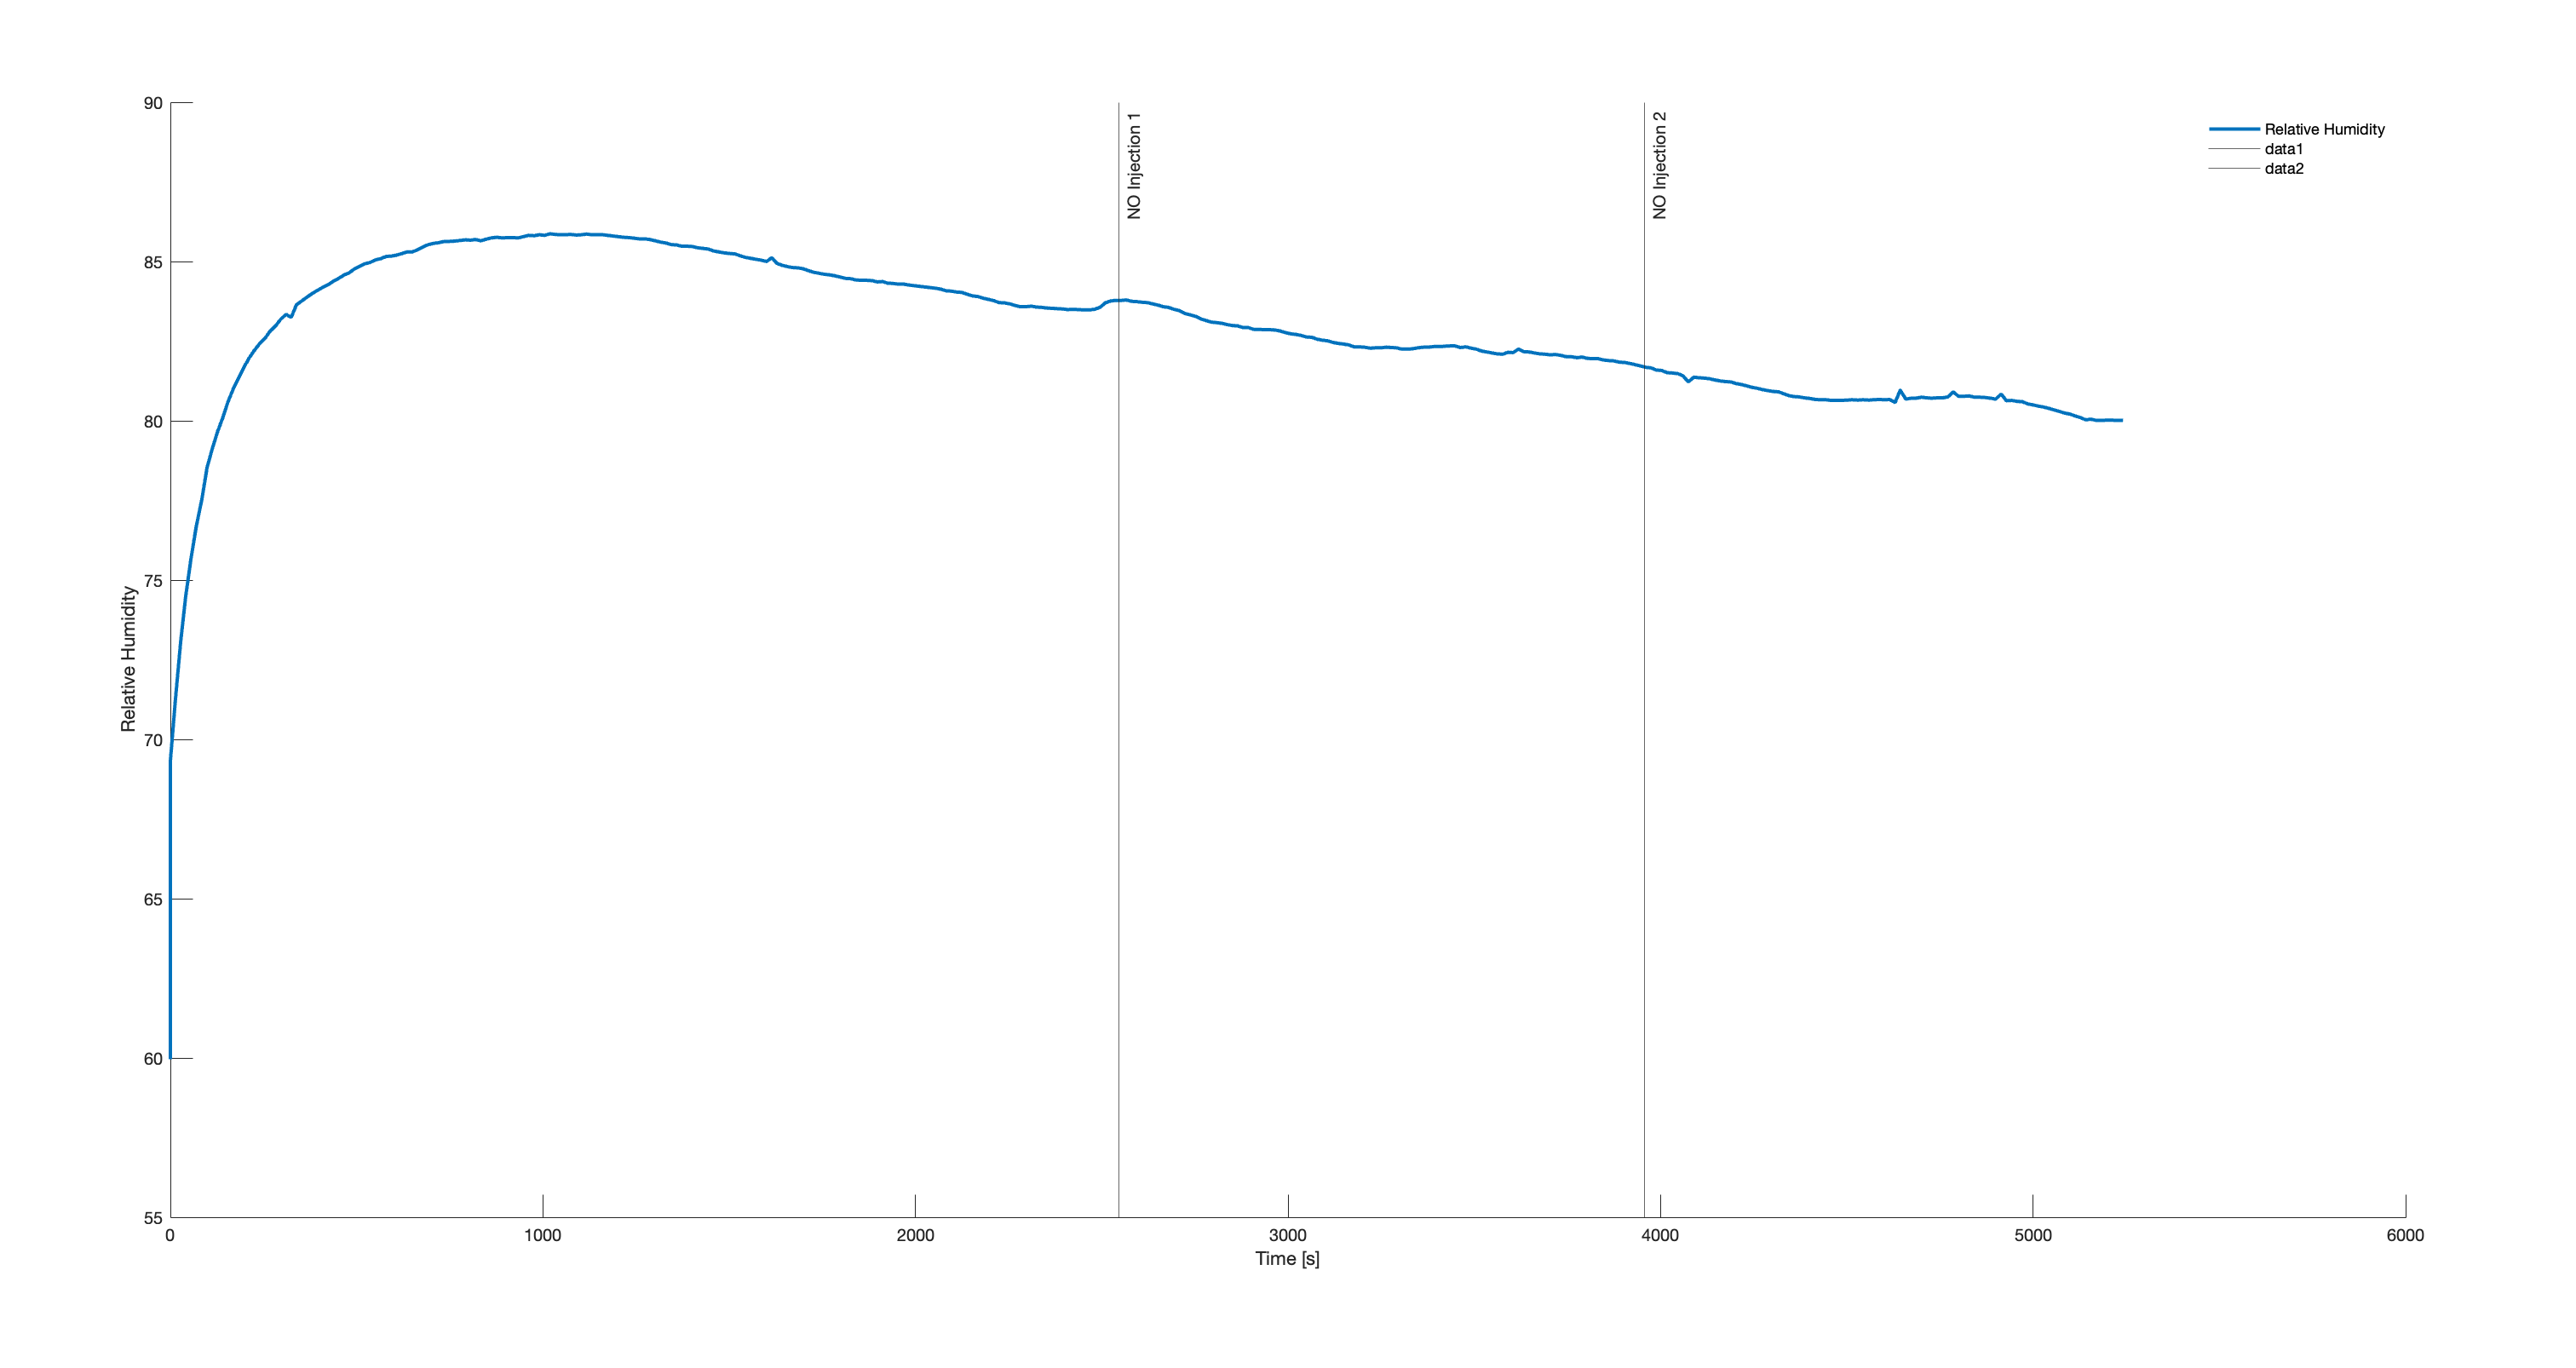 90
85
80
75
70
65
60
55
Relative Humidity
NO Injection 1
NO Injection 2
Relative Humidity
data1
data2
0 1000 2000 3000 4000 5000 6000
Time [s]